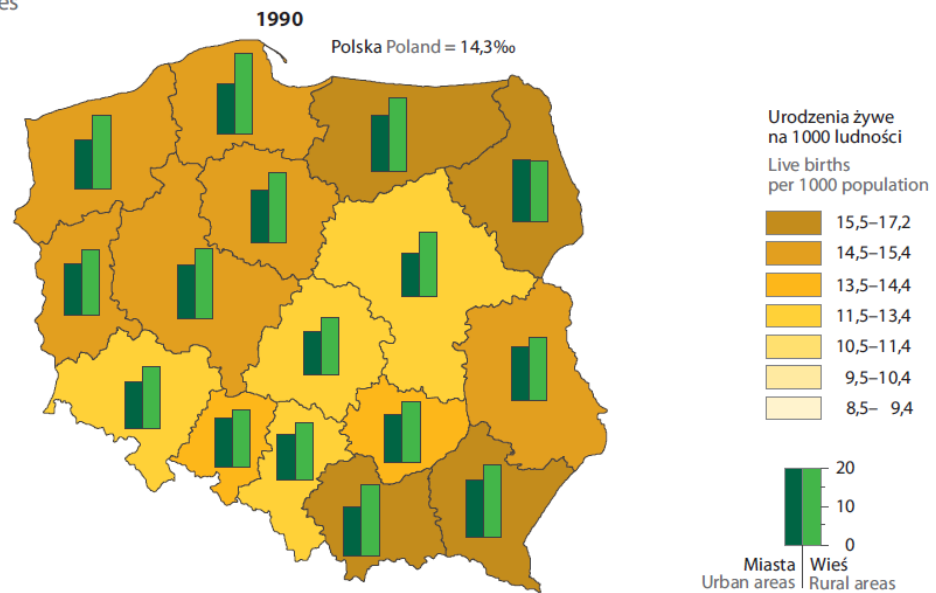 1990
Polska Poland = 14,3‰
Urodzenia żywe
na 1000 ludności
Live births
per 1000 population
15,5–17,2
14,5–15,4
13,5–14,4
11,5–13,4
10,5–11,4
9,5–10,4
8,5– 9,4
20
10
0
Miasta Wieś
Urban areas Rural areas